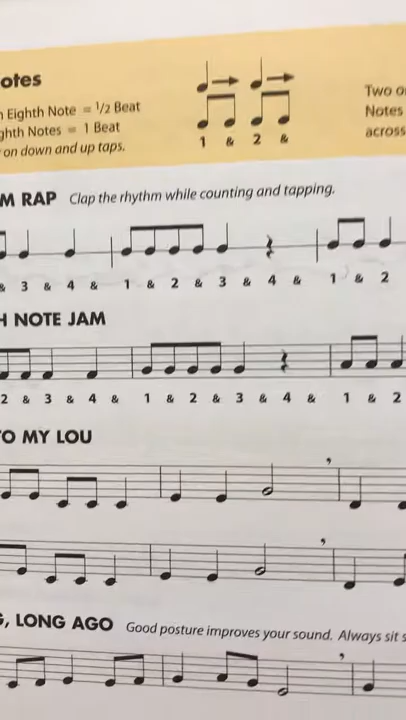 otes
n Eighth Note = 1/2 Beat
ghth Notes = 1 Beat
on down and up taps.
1 & 2 &
Two o
Notes
across
M RAP Clap the rhythm while counting and tapping.
& 3 & 4 & 1 & 2 & 3 & 4 & 1 & 2
H NOTE JAM
2 & 3 & 4 & 1 & 2 & 3 & 4 & 1 & 2
O MY LOU
G, LONG AGO Good posture improves your sound. Always sit s